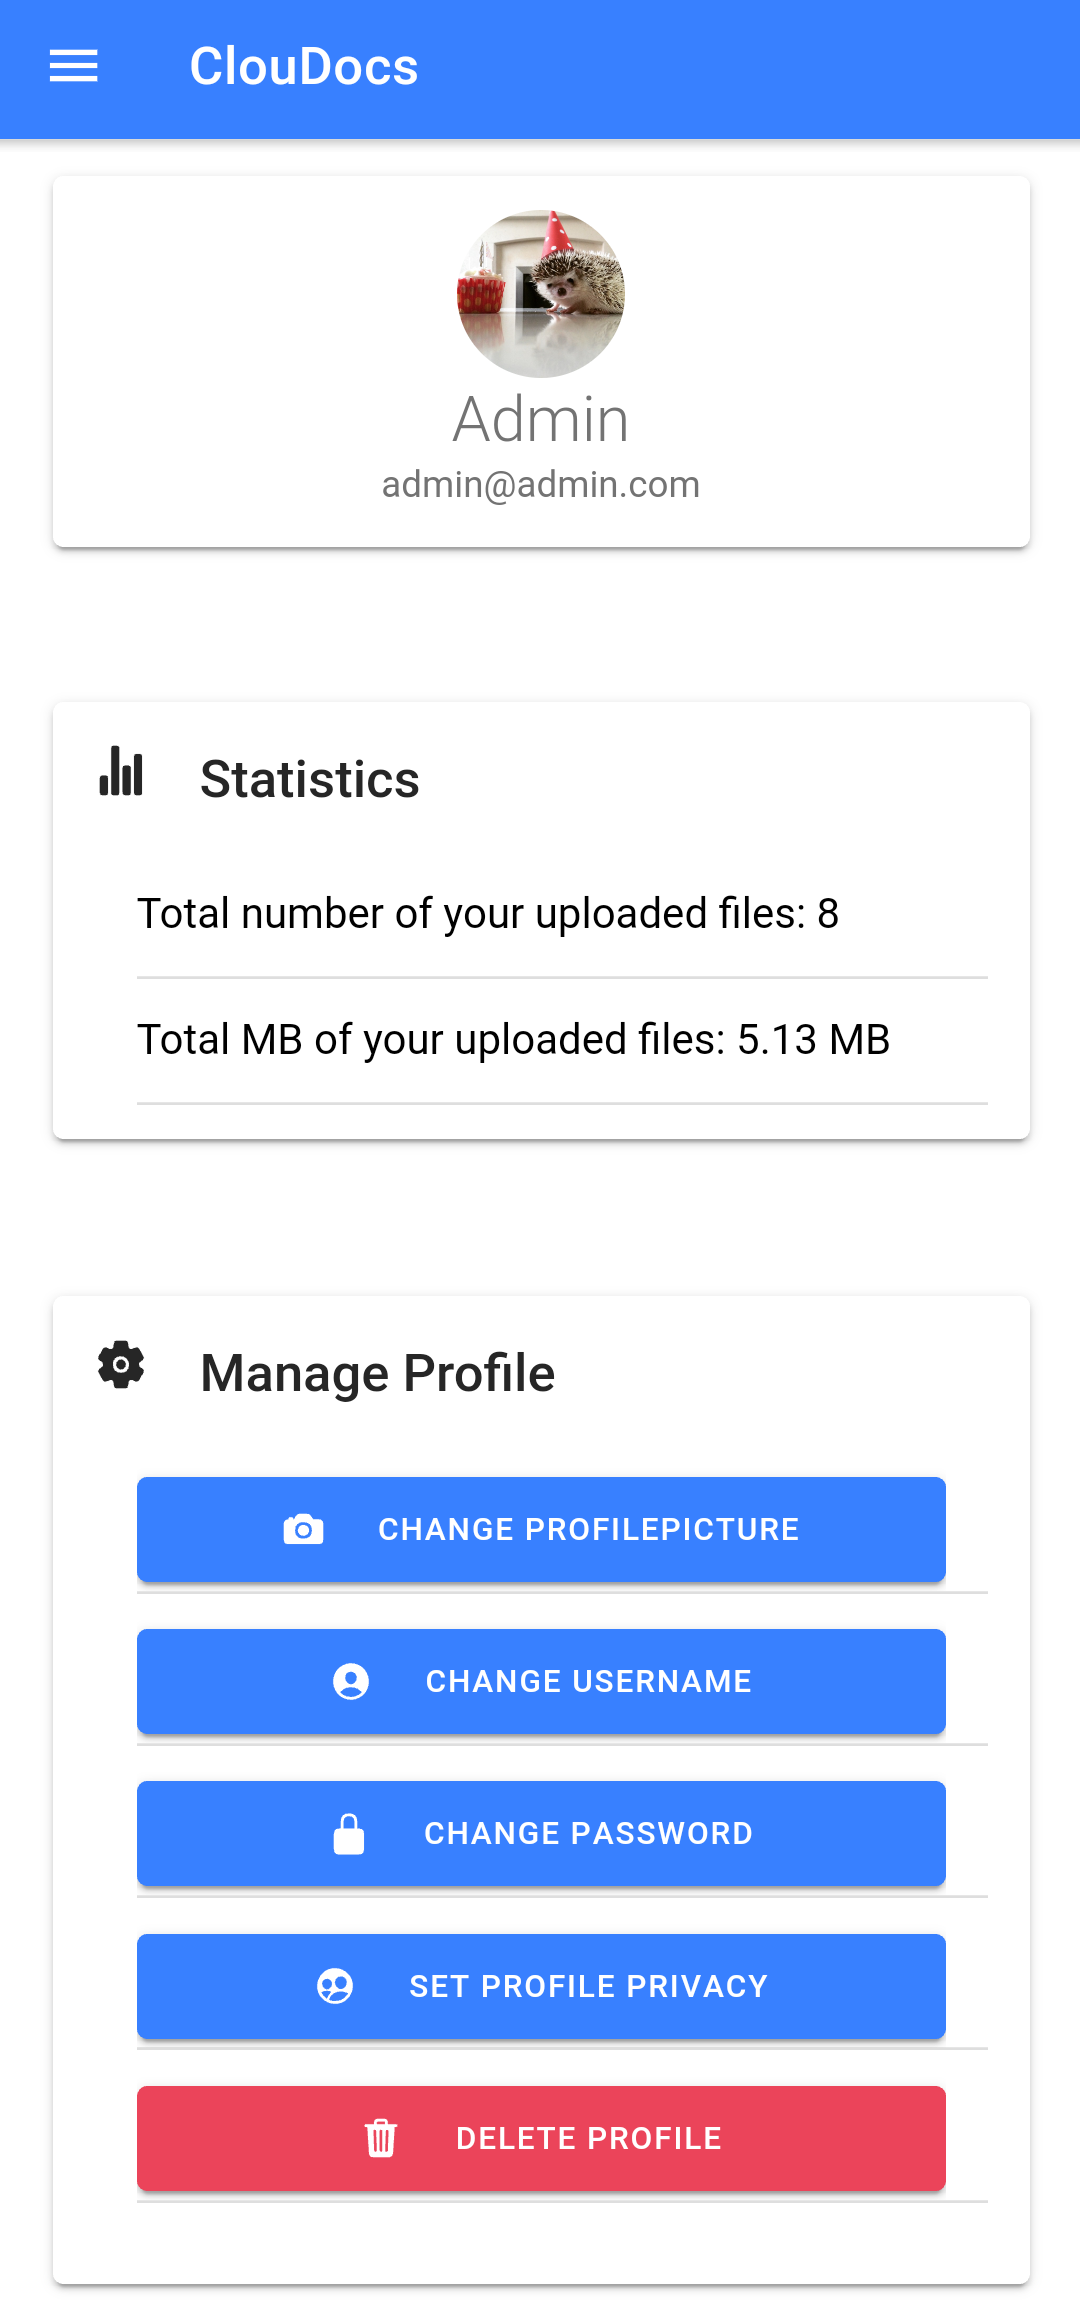 ClouDocs
Admin
admin@admin.com
Statistics
Total number of your uploaded files: 8
Total MB of your uploaded files: 5.13 MB
Manage Profile
CHANGE PROFILEPICTURE
CHANGE USERNAME
CHANGE PASSWORD
SET PROFILE PRIVACY
DELETE PROFILE